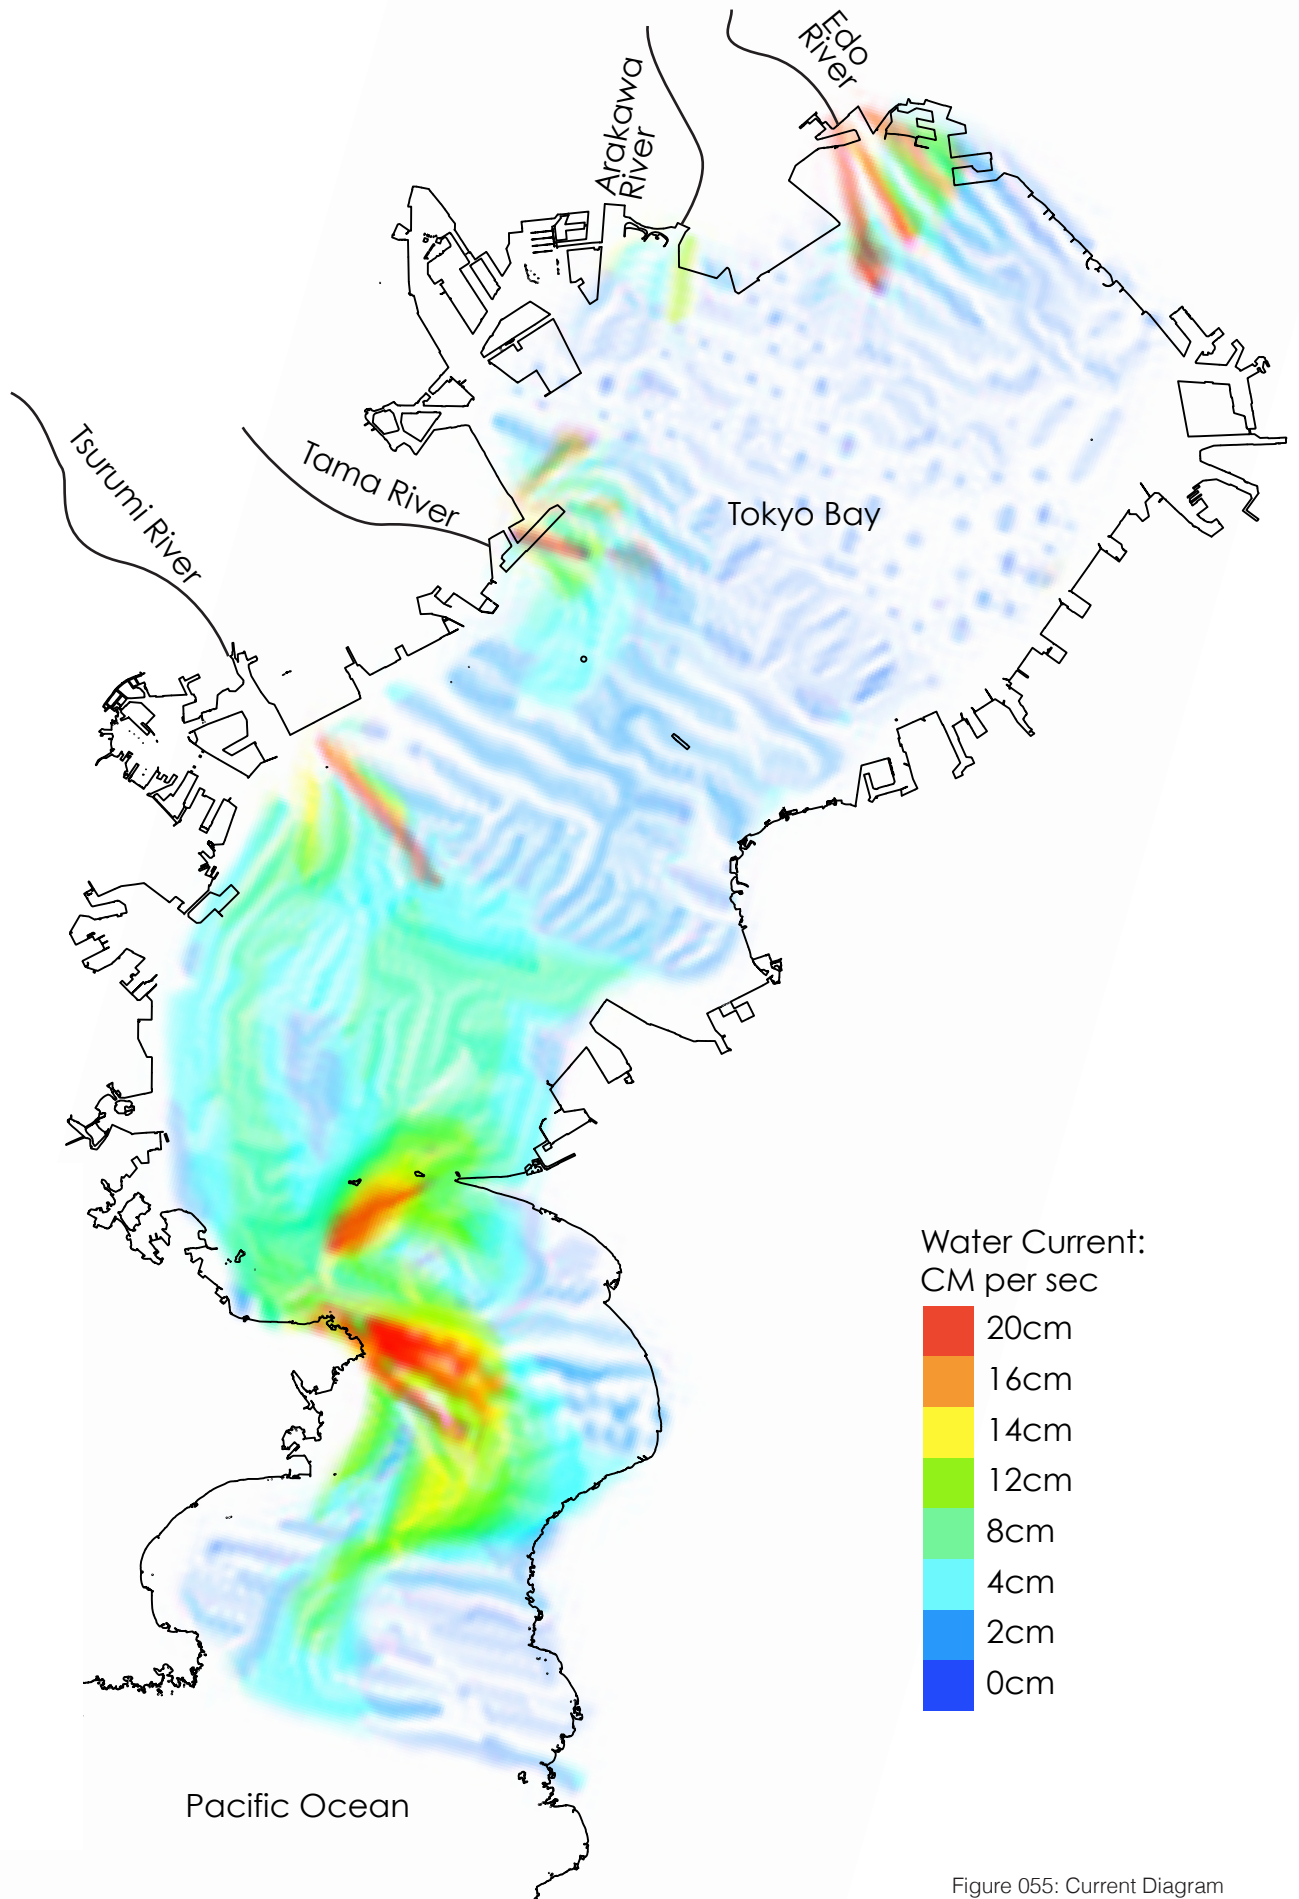 Edo
River
Arakawa
River
Tsurumi River
Tama River
Tokyo Bay
Water Current:
CM per sec
20cm
16cm
14cm
12cm
8cm
4cm
2cm
0cm
Pacific Ocean
Figure 055: Current Diagram